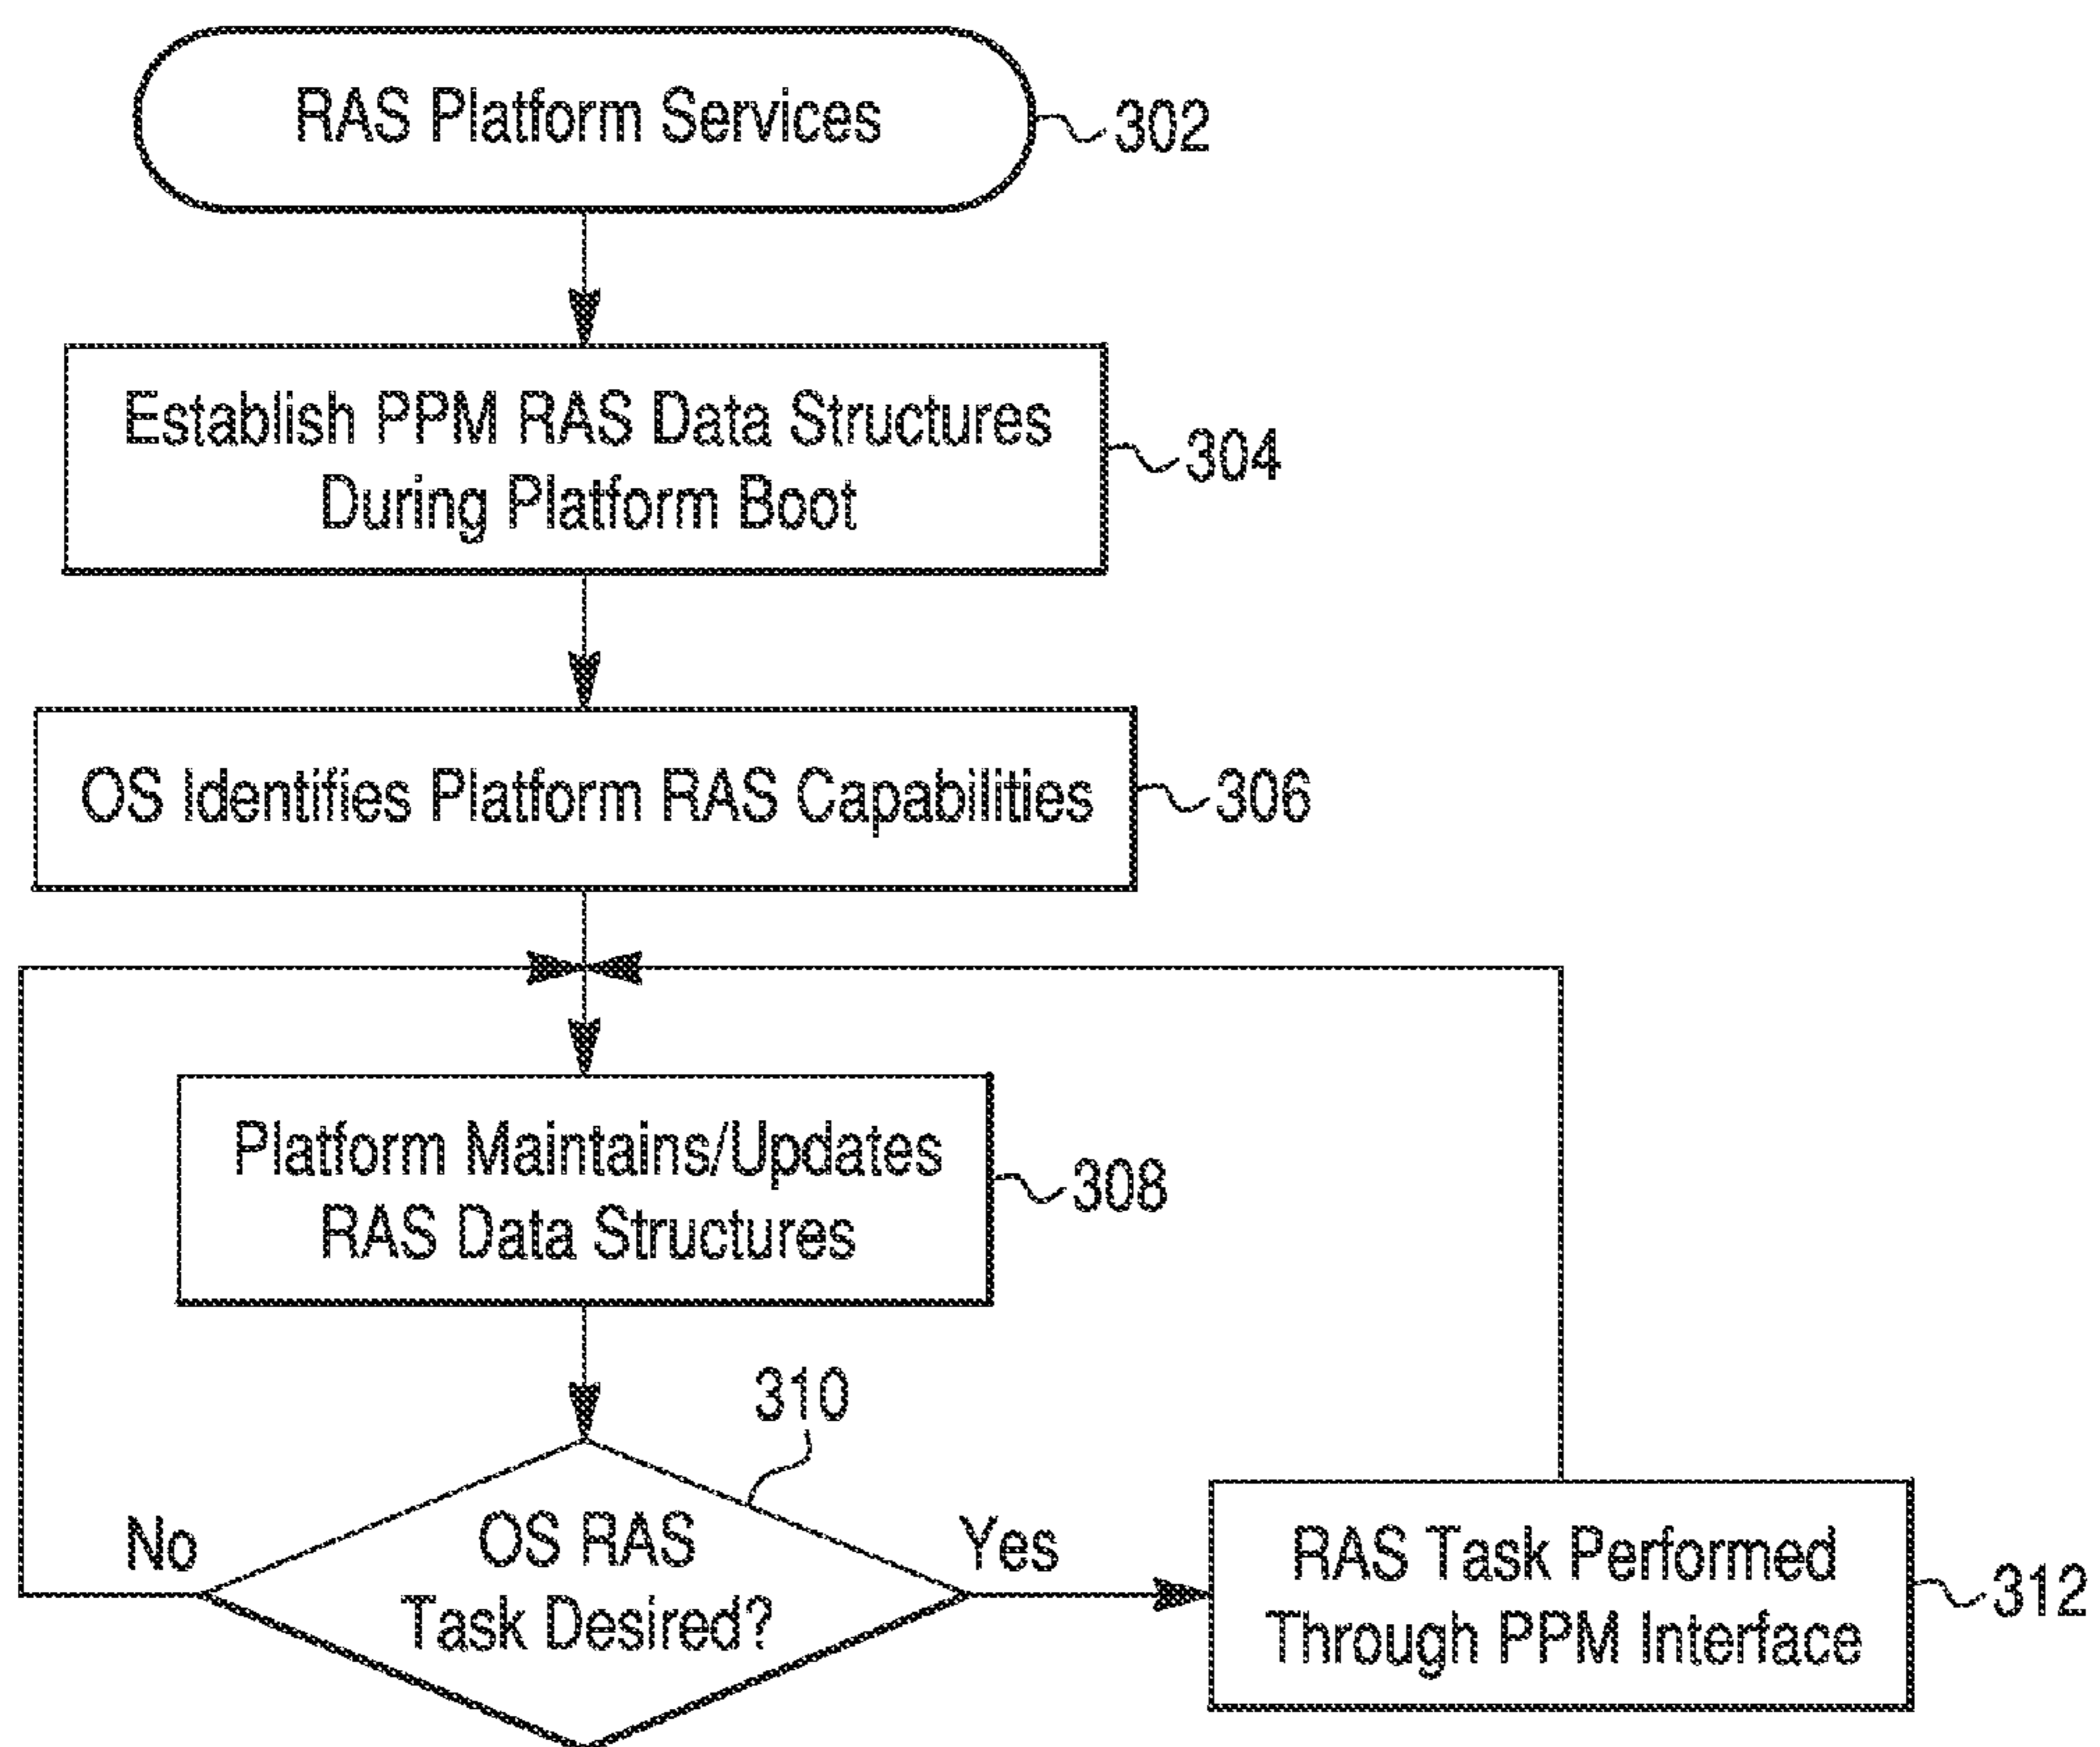 RAS Platform Services
302
Establish PPM RAS Data Structures
During Platform Boot
304
OS Identifies Platform RAS Capabilities
306
Platform Maintains/Updates
RAS Data Structures
308
310
No
OS RAS
Task Desired?
Yes
RAS Task Performed
Through PPM Interface
312